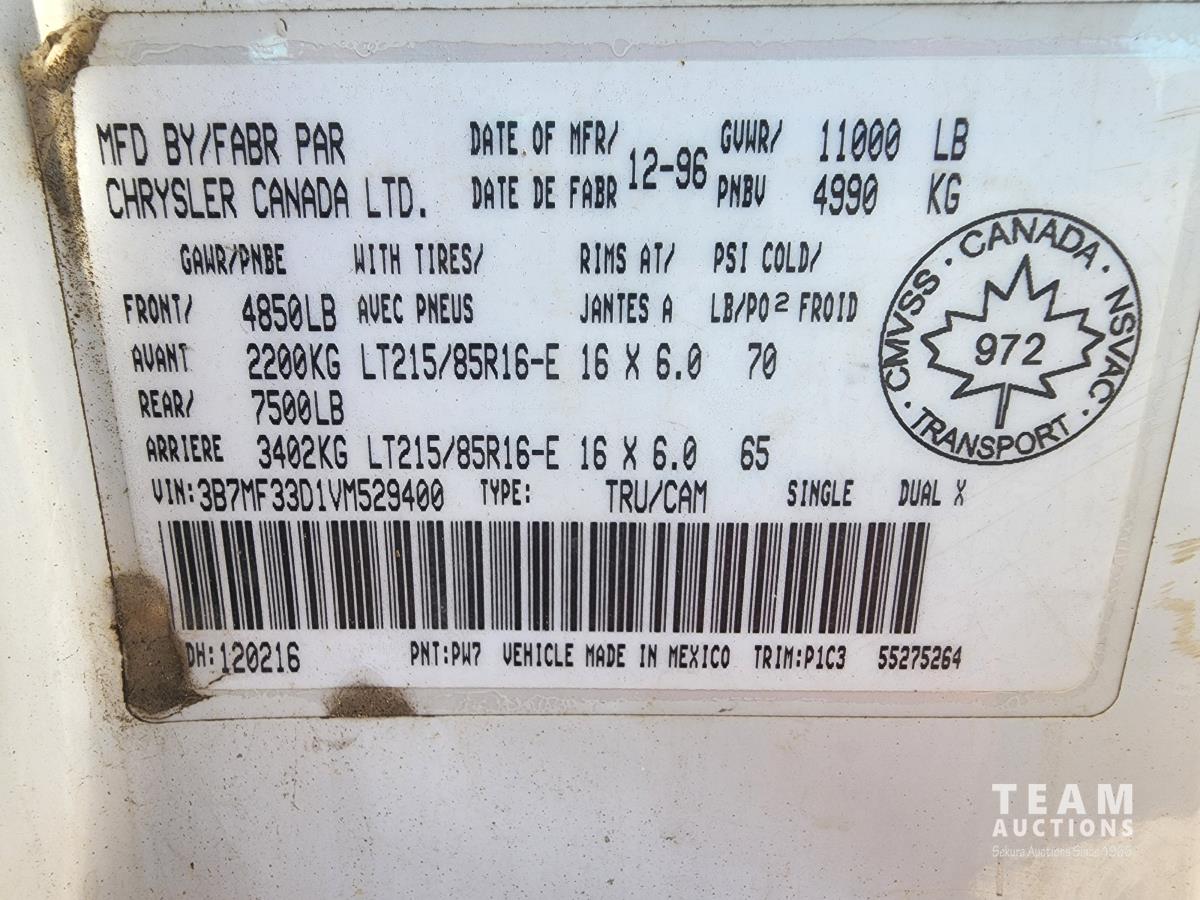 MFD BY/FABR PAR DATE OF MFR/ 12-96 GVWR/ 11000 LB
CHRYSLER CANADA LTD. DATE DE FABR PNBV 4990 KG
GAWR/PNBE WITH TIRES/ RIMS AT/ PSI COLD/
FRONT/ 4850LB AVEC PNEUS JANTES A LB/PO² FROID
AVANT 2200KG LT215/85R16-E 16 X 6.0 70
REAR/ 7500LB
ARRIERE 3402KG LT215/85R16-E 16 X 6.0 65
VIN:3B7MF33D1VM529400 TYPE: TRU/CAM SINGLE DUAL X
DH:120216 PNT:PW7 VEHICLE MADE IN MEXICO TRIM:P1C3 55275264
CMVSS · CANADA · NSVAC · TRANSPORT ·
972
TEAM
AUCTIONS
Auctions Since